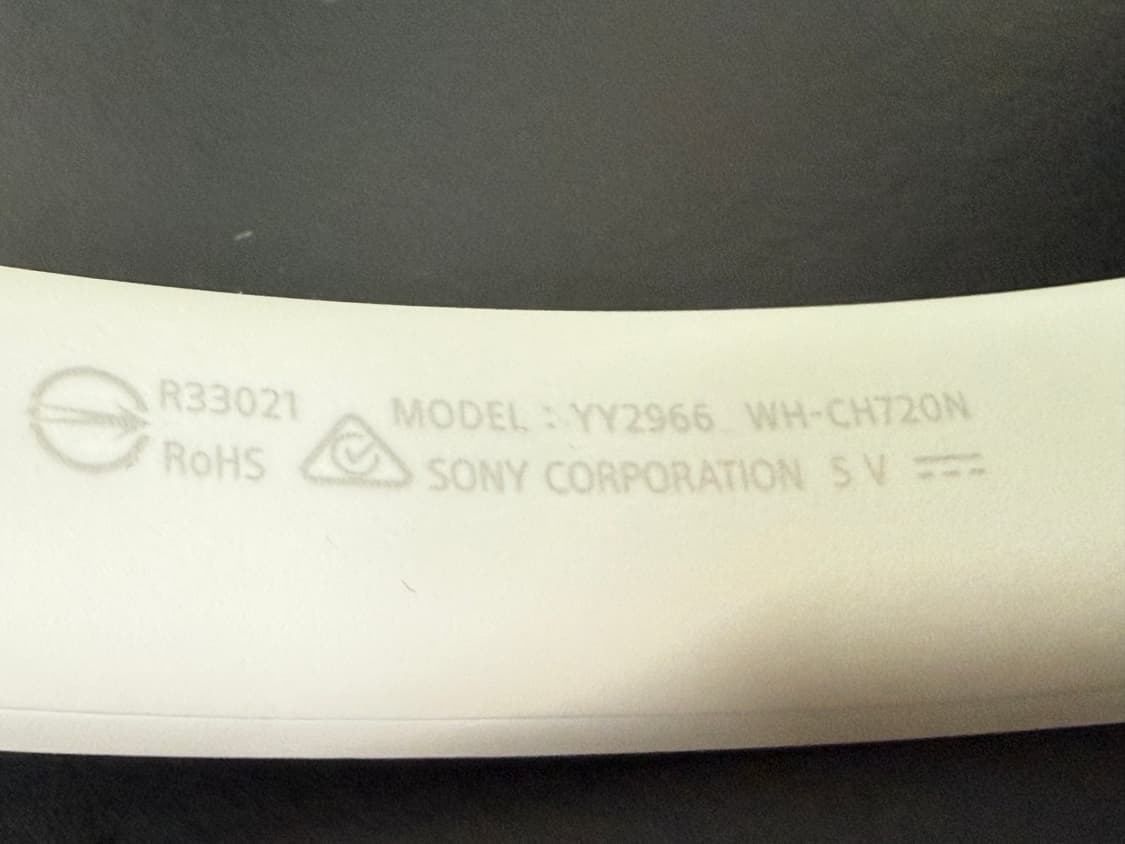 R33021
RoHS
MODEL : YY2966 WH-CH720N
SONY CORPORATION 5 V ⎓